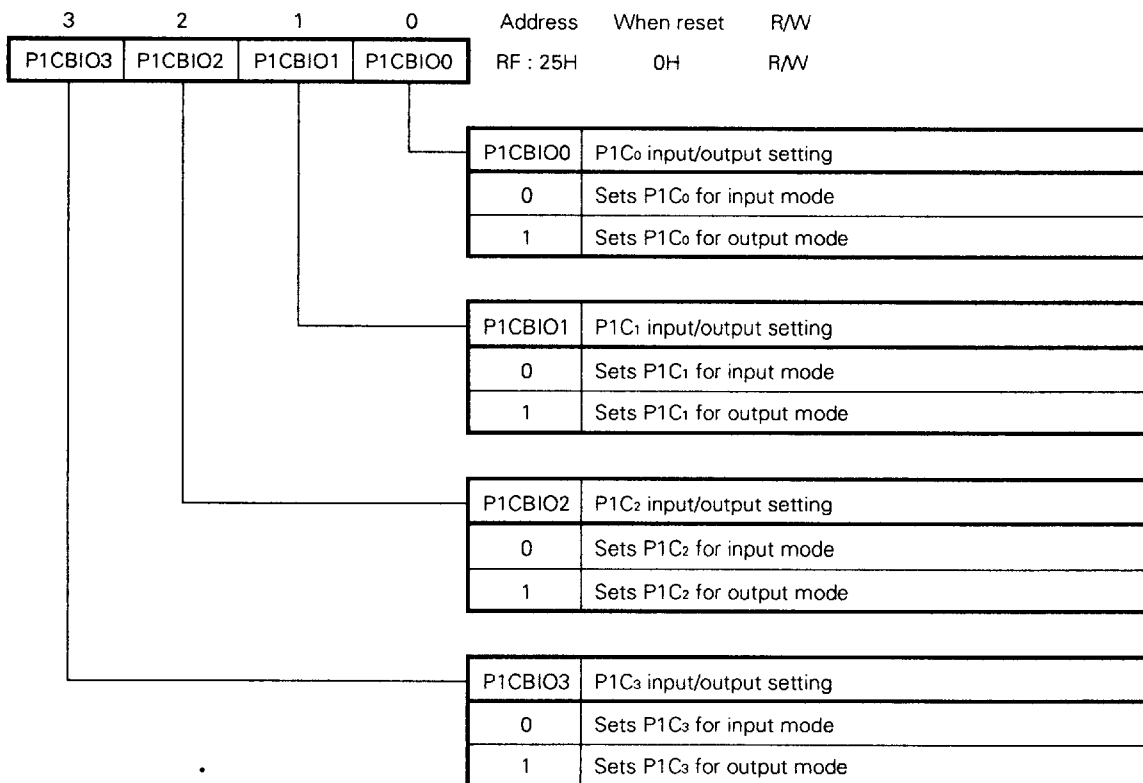 3 2 1 0 Address When reset R/W
P1CBIO3 P1CBIO2 P1CBIO1 P1CBIO0 RF : 25H 0H R/W
P1CBIO0 P1C₀ input/output setting
0 Sets P1C₀ for input mode
1 Sets P1C₀ for output mode
P1CBIO1 P1C₁ input/output setting
0 Sets P1C₁ for input mode
1 Sets P1C₁ for output mode
P1CBIO2 P1C₂ input/output setting
0 Sets P1C₂ for input mode
1 Sets P1C₂ for output mode
P1CBIO3 P1C₃ input/output setting
0 Sets P1C₃ for input mode
1 Sets P1C₃ for output mode